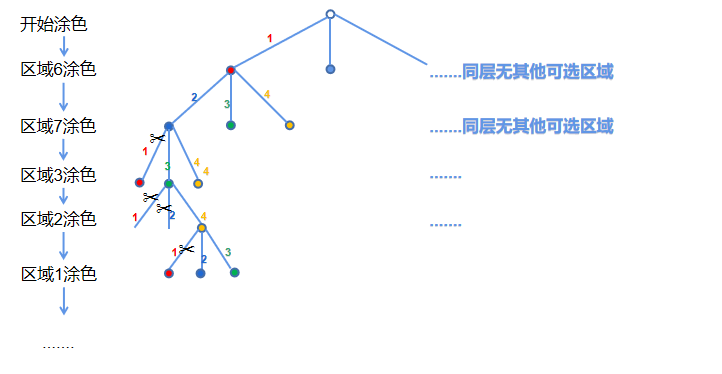 开始涂色
1
区域6涂色
.......同层无其他可选区域
2
3
4
区域7涂色
.......同层无其他可选区域
1
3
4
4
区域3涂色
.......
1
2
4
区域2涂色
.......
1
2
3
区域1涂色
.......